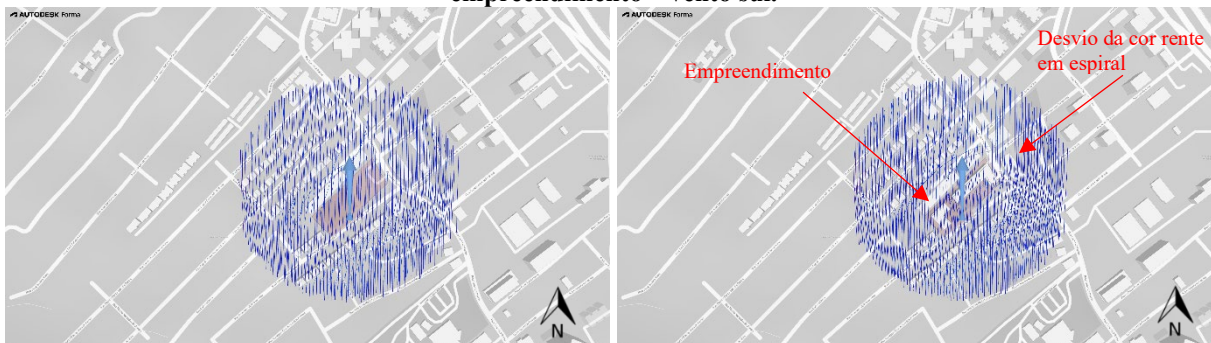 empreendimento – vento sul.
AUTODESK Forma
AUTODESK Forma
Desvio da cor rente
em espiral
Empreendimento
N
N